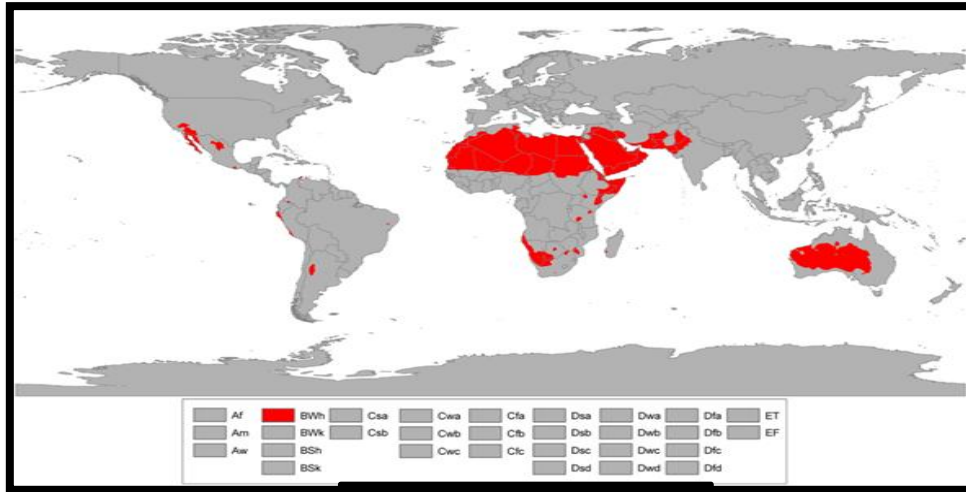 Af BWh Csa Cwa Cfa Dsa Dwa Dfa ET
Am BWk Csb Cwb Cfb Dsb Dwb Dfb EF
Aw BSh Cwc Cfc Dsc Dwc Dfc
BSk Dsd Dwd Dfd